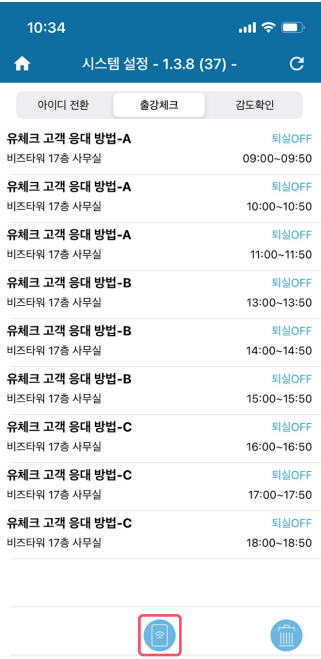 10:34
시스템 설정 - 1.3.8 (37) -
아이디 전환 출강체크 감도확인
유체크 고객 응대 방법-A 퇴실OFF
비즈타워 17층 사무실 09:00~09:50
유체크 고객 응대 방법-A 퇴실OFF
비즈타워 17층 사무실 10:00~10:50
유체크 고객 응대 방법-A 퇴실OFF
비즈타워 17층 사무실 11:00~11:50
유체크 고객 응대 방법-B 퇴실OFF
비즈타워 17층 사무실 13:00~13:50
유체크 고객 응대 방법-B 퇴실OFF
비즈타워 17층 사무실 14:00~14:50
유체크 고객 응대 방법-B 퇴실OFF
비즈타워 17층 사무실 15:00~15:50
유체크 고객 응대 방법-C 퇴실OFF
비즈타워 17층 사무실 16:00~16:50
유체크 고객 응대 방법-C 퇴실OFF
비즈타워 17층 사무실 17:00~17:50
유체크 고객 응대 방법-C 퇴실OFF
비즈타워 17층 사무실 18:00~18:50